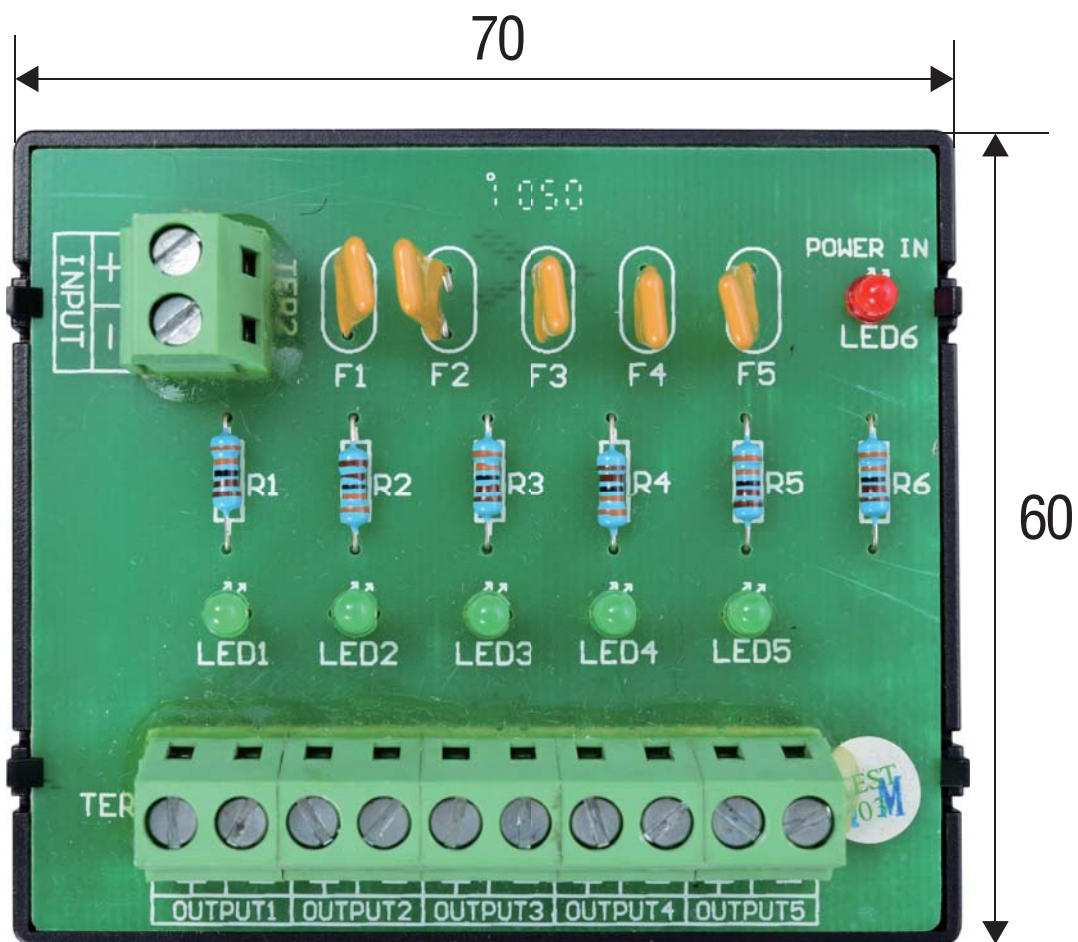 70
050
INPUT
+
-
POWER IN
LED6
F1 F2 F3 F4 F5
R1 R2 R3 R4 R5 R6
60
LED1 LED2 LED3 LED4 LED5
TER
OUTPUT1 OUTPUT2 OUTPUT3 OUTPUT4 OUTPUT5